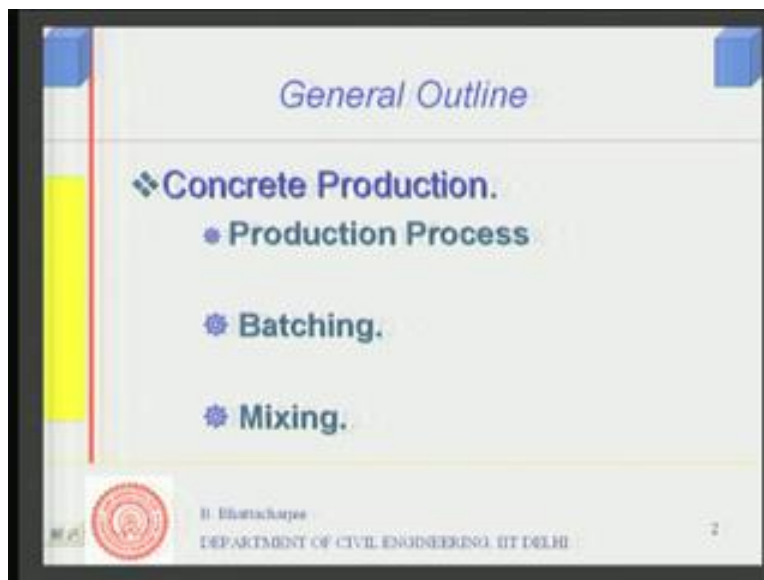 General Outline
Concrete Production.
Production Process
Batching.
Mixing.
B. Bhattacharjee
DEPARTMENT OF CIVIL ENGINEERING, IIT DELHI
2